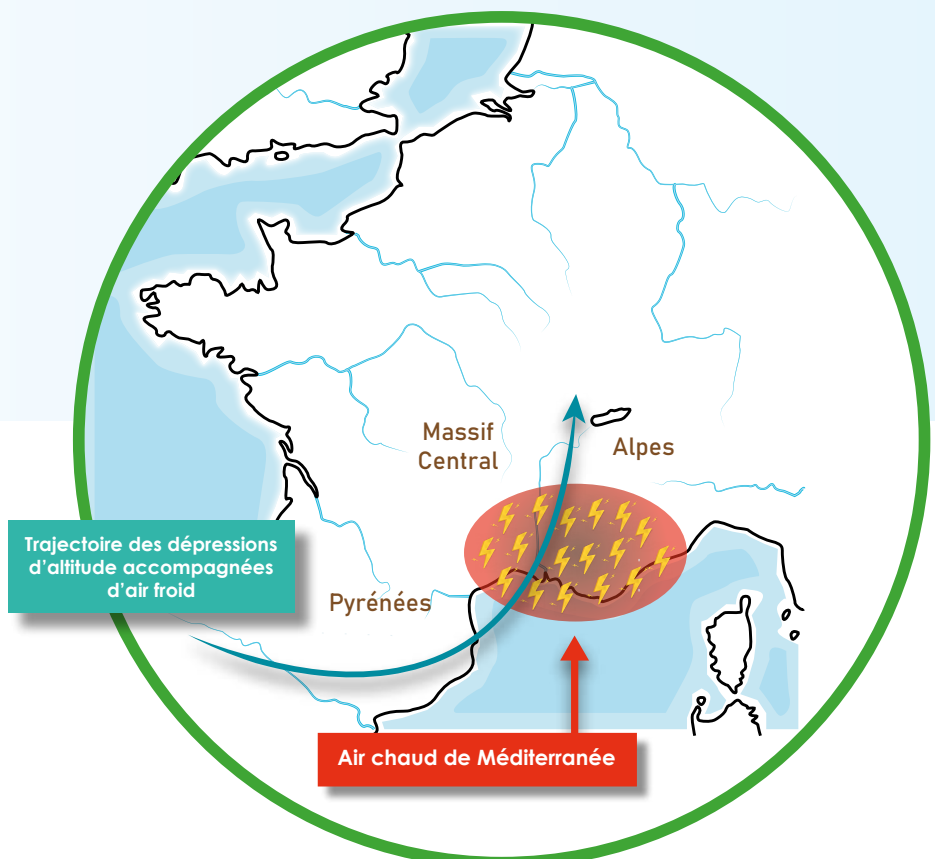 Massif
Central
Alpes
Trajectoire des dépressions
d'altitude accompagnées
d'air froid
Pyrénées
Air chaud de Méditerranée